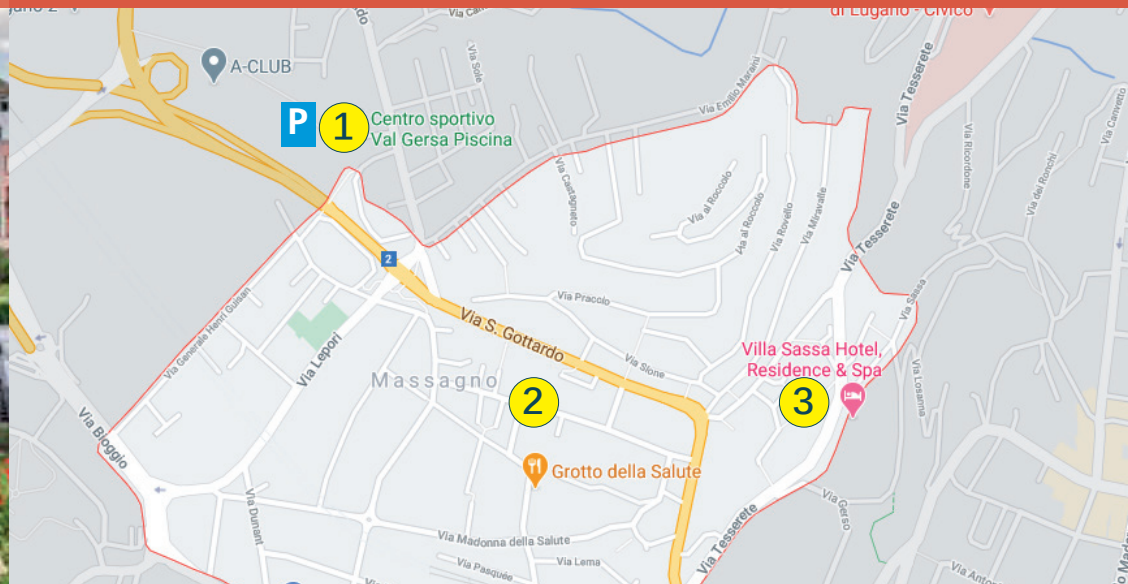 di Lugano - Civico
A-CLUB
Via Sole
Via Emilio Maraini
Via Tesserete
P
1
Centro sportivo
Val Gersa Piscina
Via Castagneto
Via al Roccolo
Via al Roccolo
Via Rovello
Via Miravalle
Via Ricordone
Via dei Ronchi
Via Canvetto
Via Tesserete
2
Via Generale Henri Guisan
Via Lepori
Via Pracolo
Via S. Gottardo
Via Sione
Via Sassa
Massagno
Villa Sassa Hotel,
Residence & Spa
2
3
Via Losanna
Via Bioggio
Grotto della Salute
Via Dunant
Via Gerso
Via Madonna della Salute
Via Tesserete
Via Pasquée
Via Lema